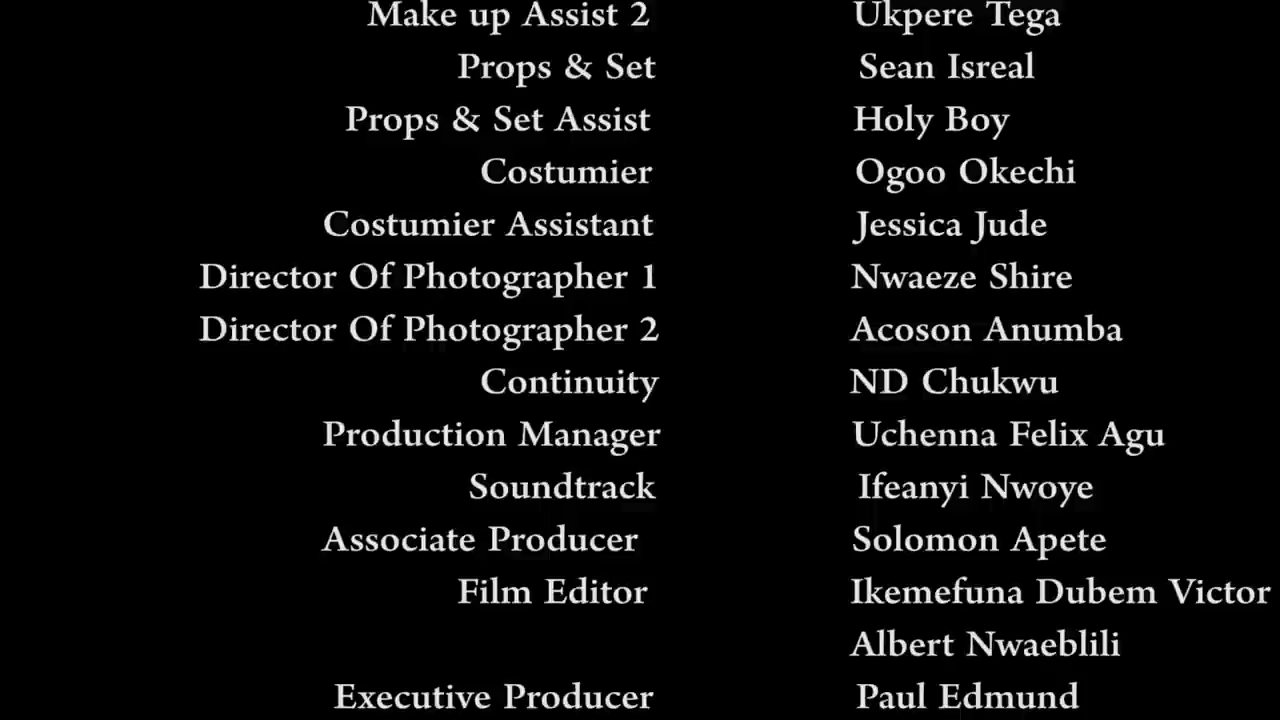 Make up Assist 2 Ukpere Tega
Props & Set Sean Isreal
Props & Set Assist Holy Boy
Costumier Ogoo Okechi
Costumier Assistant Jessica Jude
Director Of Photographer 1 Nwaeze Shire
Director Of Photographer 2 Acoson Anumba
Continuity ND Chukwu
Production Manager Uchenna Felix Agu
Soundtrack Ifeanyi Nwoye
Associate Producer Solomon Apete
Film Editor Ikemefuna Dubem Victor
Albert Nwaeblili
Executive Producer Paul Edmund